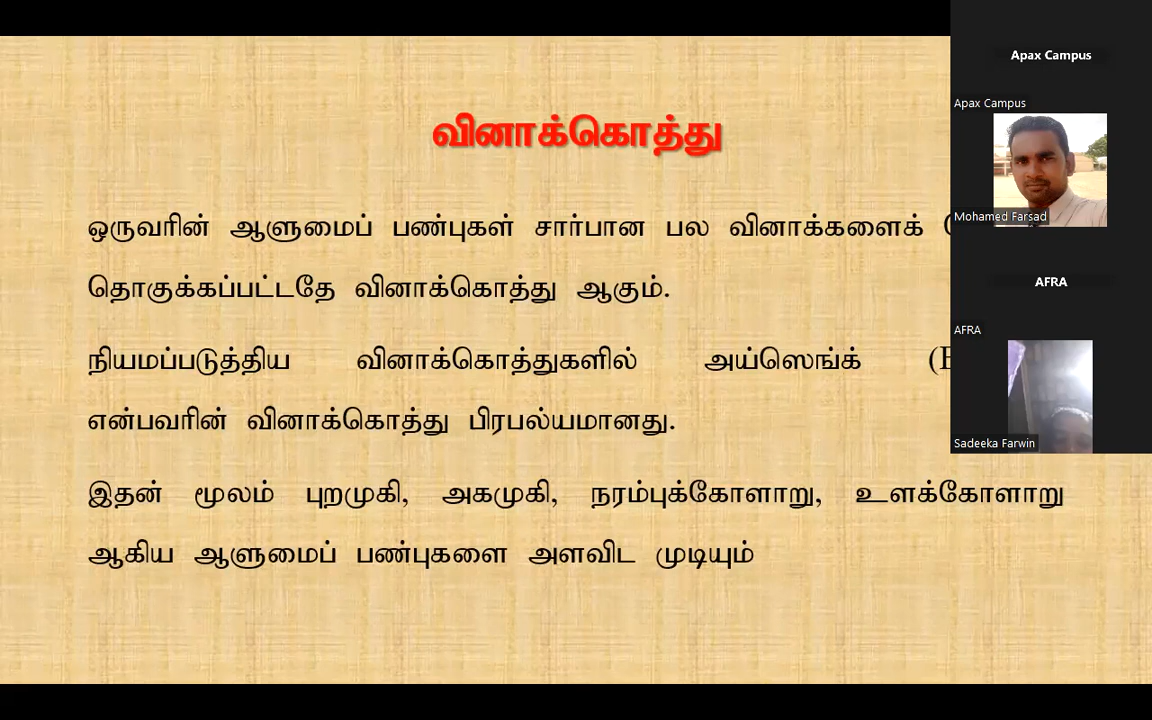 வினாக்கொத்து
ஒருவரின் ஆளுமைப் பண்புகள் சார்பான பல வினாக்களைக்
தொகுக்கப்பட்டதே வினாக்கொத்து ஆகும்.
நியமப்படுத்திய வினாக்கொத்துகளில் அய்ஸெங்க் (E
என்பவரின் வினாக்கொத்து பிரபல்யமானது.
இதன் மூலம் புறமுகி, அகமுகி, நரம்புக்கோளாறு, உளக்கோளாறு
ஆகிய ஆளுமைப் பண்புகளை அளவிட முடியும்
Apax Campus
Apax Campus
Mohamed Farsad
AFRA
AFRA
Sadeeka Farwin